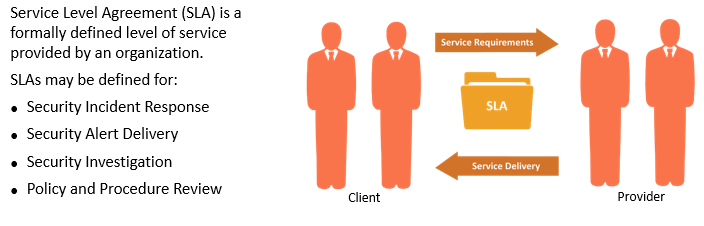 Service Level Agreement (SLA) is a
formally defined level of service
provided by an organization.
SLAs may be defined for:
• Security Incident Response
• Security Alert Delivery
• Security Investigation
• Policy and Procedure Review
Service Requirements
SLA
Service Delivery
Client
Provider